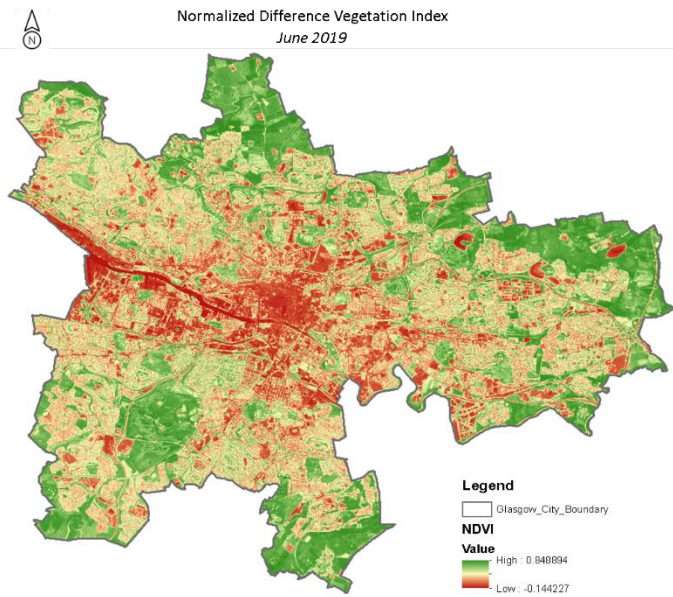 Normalized Difference Vegetation Index
June 2019
N
Legend
Glasgow_City_Boundary
NDVI
Value
High : 0.848894
Low : -0.144227